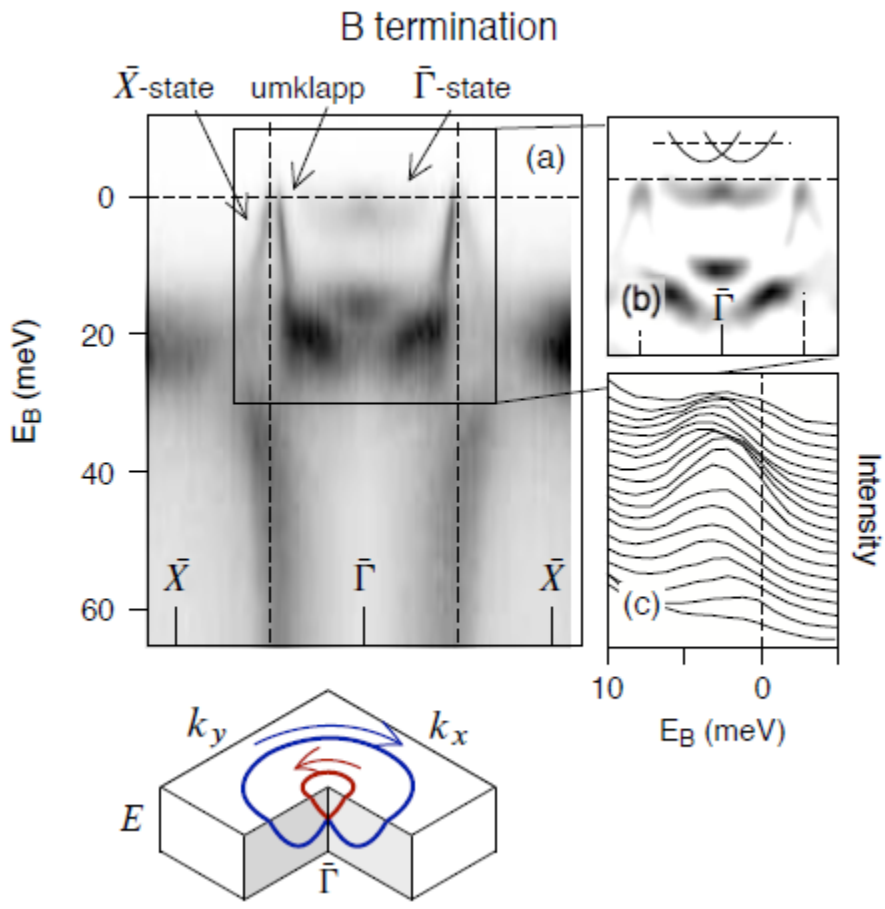 B termination
X̄-state umklapp Γ̄-state
(a)
0
20
40
60
E_B (meV)
X̄ Γ̄ X̄
(b) Γ̄
(c)
Intensity
10 0
E_B (meV)
k_y k_x
E
Γ̄